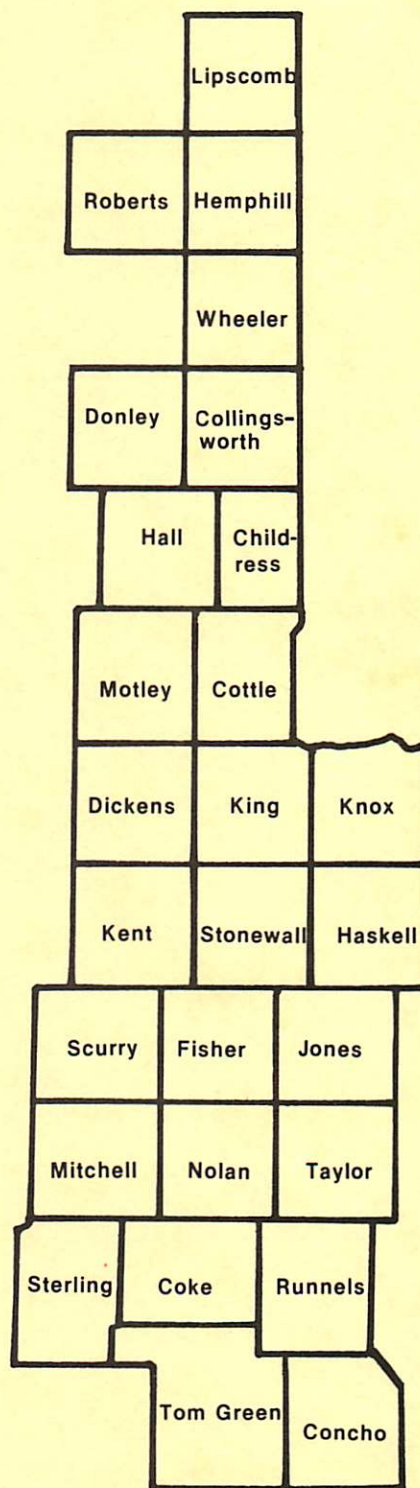 Lipscomb
Roberts Hemphill
Wheeler
Donley Collings-
worth
Hall Child-
ress
Motley Cottle
Dickens King Knox
Kent Stonewall Haskell
Scurry Fisher Jones
Mitchell Nolan Taylor
Sterling Coke Runnels
Tom Green Concho